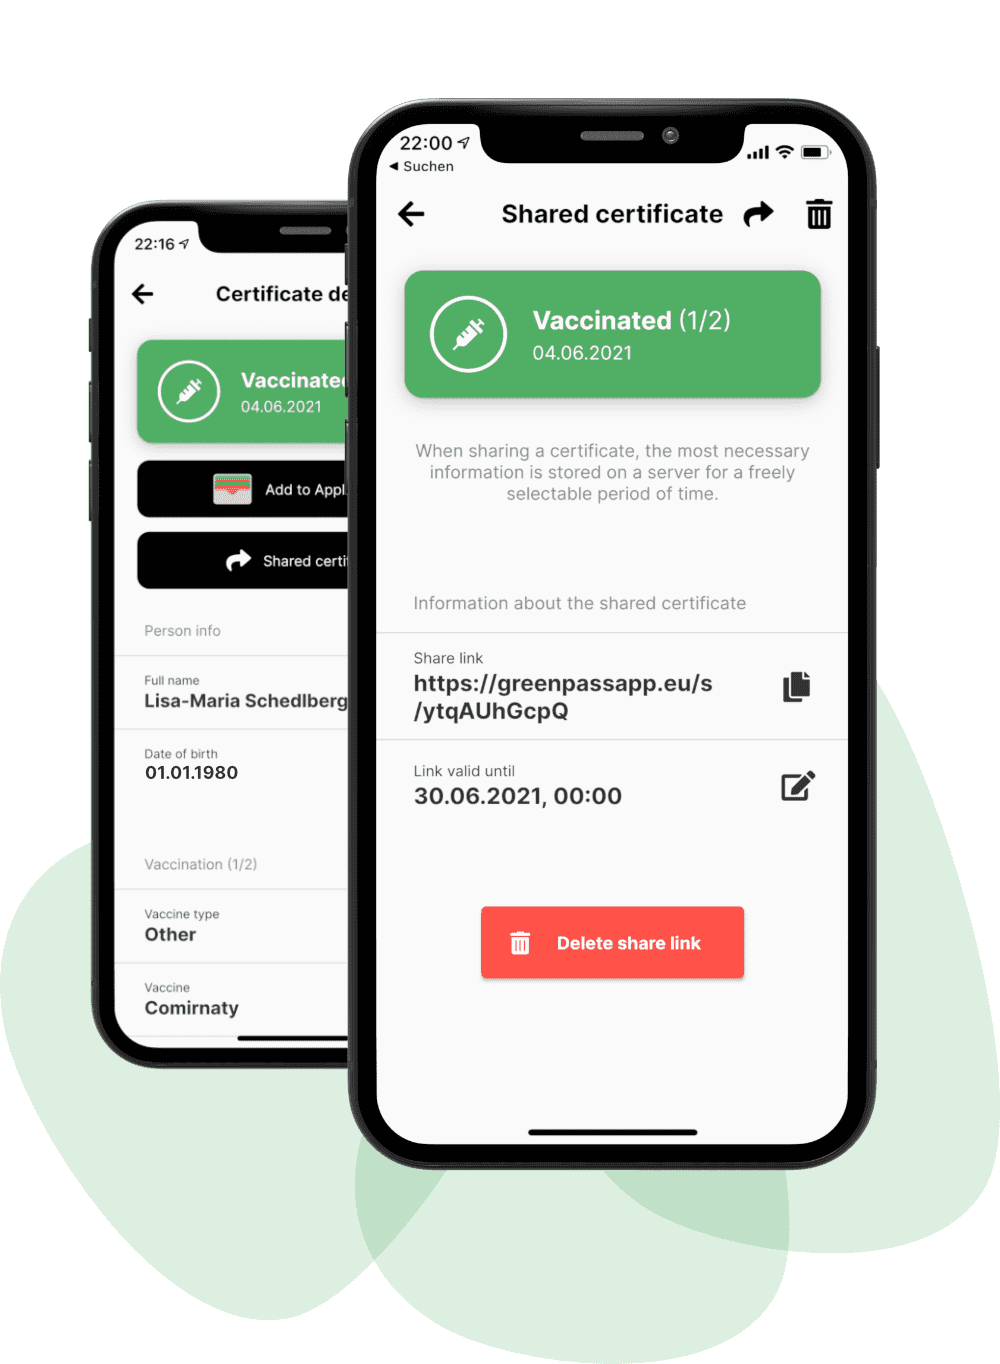 22:16
Certificate de
Vaccinated
04.06.2021
Add to Appl
Shared certi
Person info
Full name
Lisa-Maria Schedlberg
Date of birth
01.01.1980
Vaccination (1/2)
Vaccine type
Other
Vaccine
Comirnaty
22:00
◀ Suchen
Shared certificate
Vaccinated (1/2)
04.06.2021
When sharing a certificate, the most necessary
information is stored on a server for a freely
selectable period of time.
Information about the shared certificate
Share link
https://greenpassapp.eu/s
/ytqAUhGcpQ
Link valid until
30.06.2021, 00:00
Delete share link